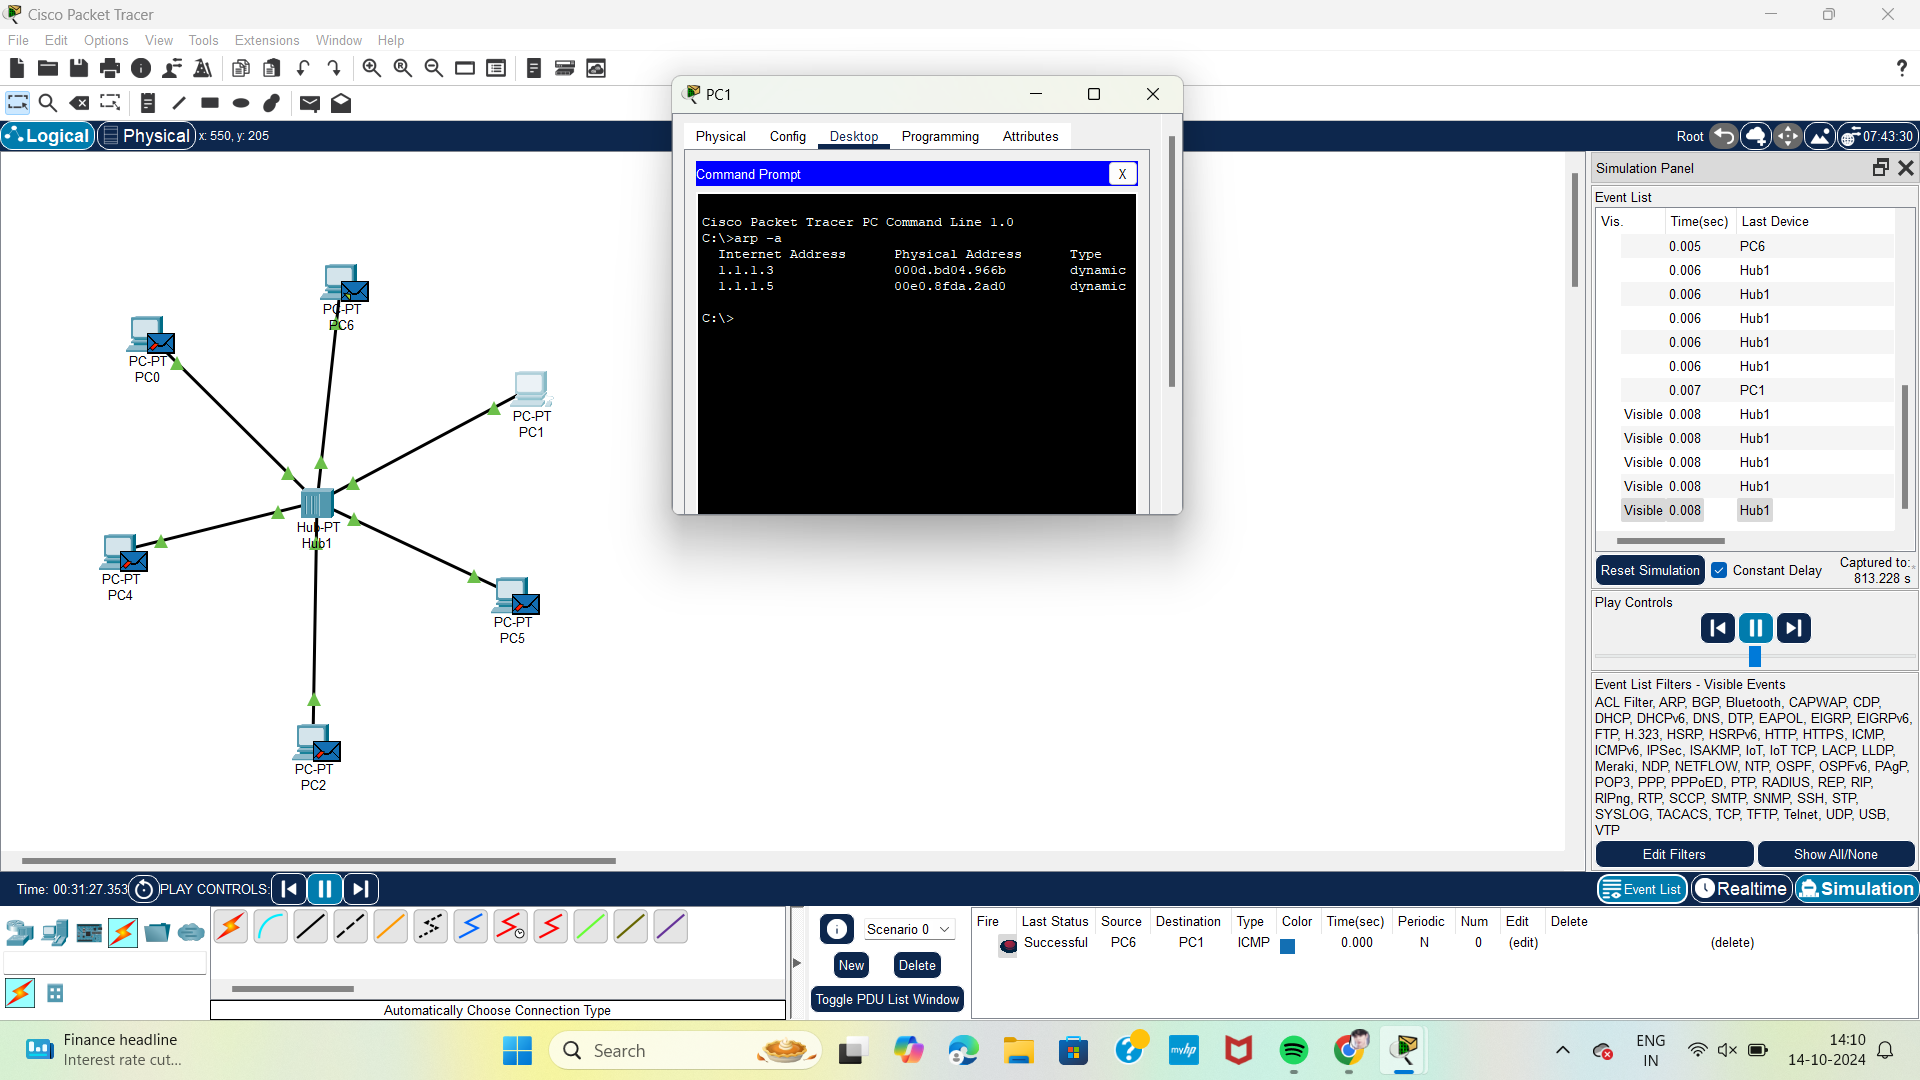 Cisco Packet Tracer
File Edit Options View Tools Extensions Window Help
Logical Physical x: 550, y: 205
Root 07:43:30
PC-PT
PC6
PC-PT
PC0
PC-PT
PC1
Hub-PT
Hub1
PC-PT
PC4
PC-PT
PC5
PC-PT
PC2
PC1
Physical Config Desktop Programming Attributes
Command Prompt X
Cisco Packet Tracer PC Command Line 1.0
C:\>arp -a
Internet Address Physical Address Type
1.1.1.3 000d.bd04.966b dynamic
1.1.1.5 00e0.8fda.2ad0 dynamic
C:\>
Simulation Panel
Event List
Vis. Time(sec) Last Device
0.005 PC6
0.006 Hub1
0.006 Hub1
0.006 Hub1
0.006 Hub1
0.006 Hub1
0.007 PC1
Visible 0.008 Hub1
Visible 0.008 Hub1
Visible 0.008 Hub1
Visible 0.008 Hub1
Visible 0.008 Hub1
Reset Simulation Constant Delay Captured to:
813.228 s
Play Controls
Event List Filters - Visible Events
ACL Filter, ARP, BGP, Bluetooth, CAPWAP, CDP,
DHCP, DHCPv6, DNS, DTP, EAPOL, EIGRP, EIGRPv6,
FTP, H.323, HSRP, HSRPv6, HTTP, HTTPS, ICMP,
ICMPv6, IPSec, ISAKMP, IoT, IoT TCP, LACP, LLDP,
Meraki, NDP, NETFLOW, NTP, OSPF, OSPFv6, PAgP,
POP3, PPP, PPPoED, PTP, RADIUS, REP, RIP,
RIPng, RTP, SCCP, SMTP, SNMP, SSH, STP,
SYSLOG, TACACS, TCP, TFTP, Telnet, UDP, USB,
VTP
Edit Filters Show All/None
Time: 00:31:27.353 PLAY CONTROLS:
Event List Realtime Simulation
Scenario 0
New Delete
Toggle PDU List Window
Automatically Choose Connection Type
Fire Last Status Source Destination Type Color Time(sec) Periodic Num Edit Delete
Successful PC6 PC1 ICMP 0.000 N 0 (edit) (delete)
Finance headline
Interest rate cut...
Search
myhp
ENG
IN
14:10
14-10-2024